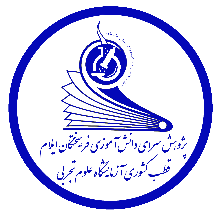 پژوهش سرای دانش آموزی فرهیختگان ایلام
قطب کشوری آزمایشگاه علوم تجربی